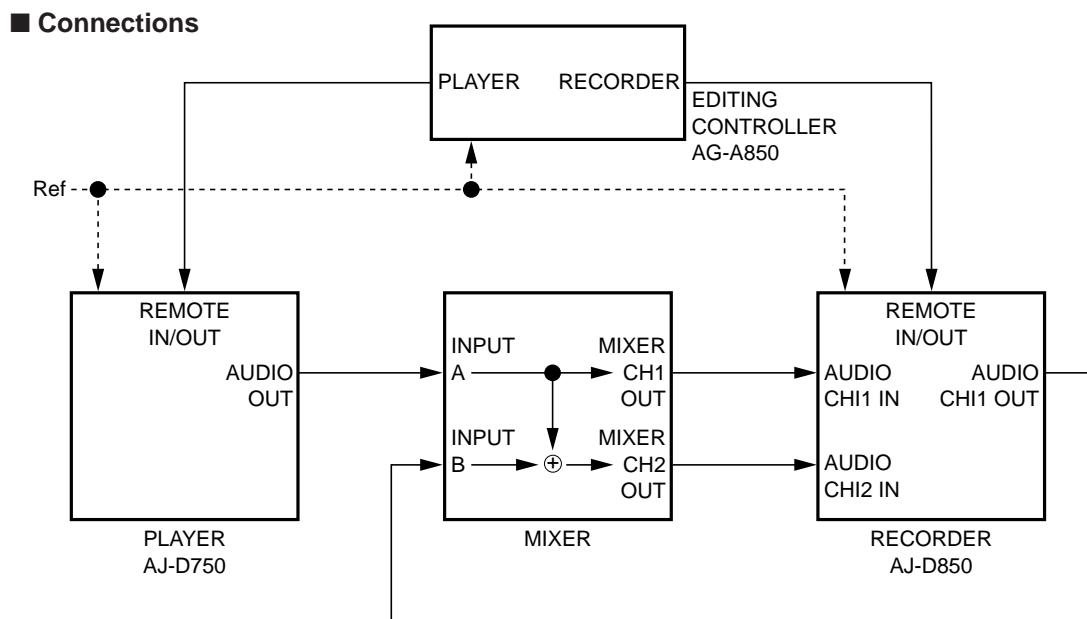 ■ Connections
PLAYER
RECORDER
EDITING
CONTROLLER
AG-A850
Ref
REMOTE
IN/OUT
AUDIO
OUT
PLAYER
AJ-D750
INPUT
A
MIXER
CH1
OUT
INPUT
B
MIXER
CH2
OUT
MIXER
REMOTE
IN/OUT
AUDIO
CHI1 IN
AUDIO
CHI1 OUT
AUDIO
CHI2 IN
RECORDER
AJ-D850